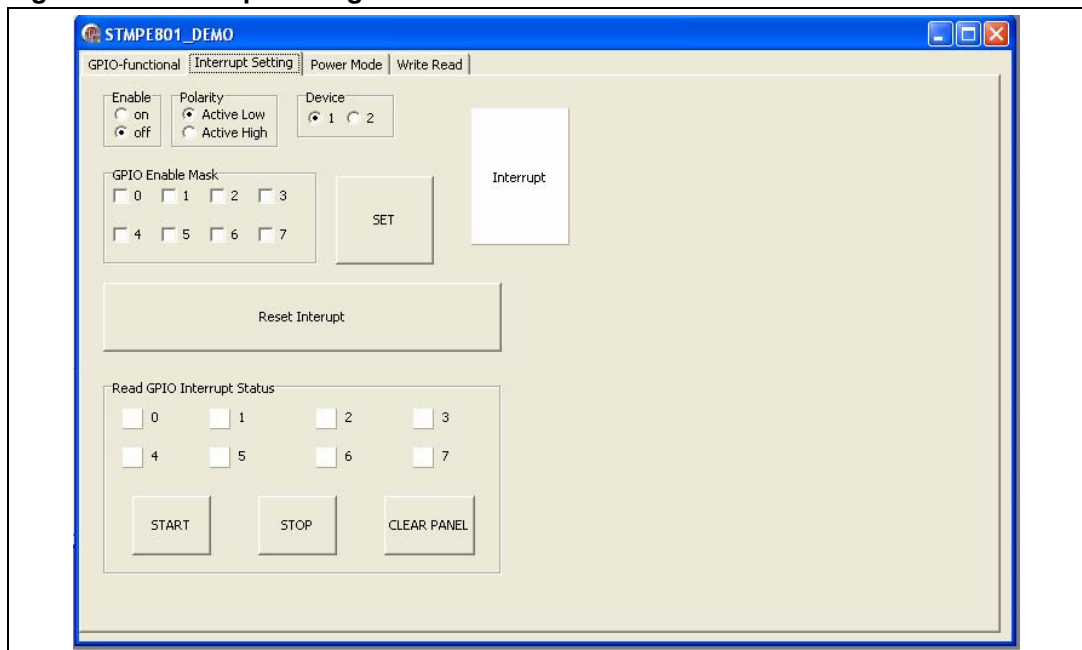 STMPE801_DEMO
GPIO-functional Interrupt Setting Power Mode Write Read
Enable Polarity Device
on Active Low 1 2
off Active High
GPIO Enable Mask
0 1 2 3
4 5 6 7
SET
Interrupt
Reset Interupt
Read GPIO Interrupt Status
0 1 2 3
4 5 6 7
START STOP CLEAR PANEL